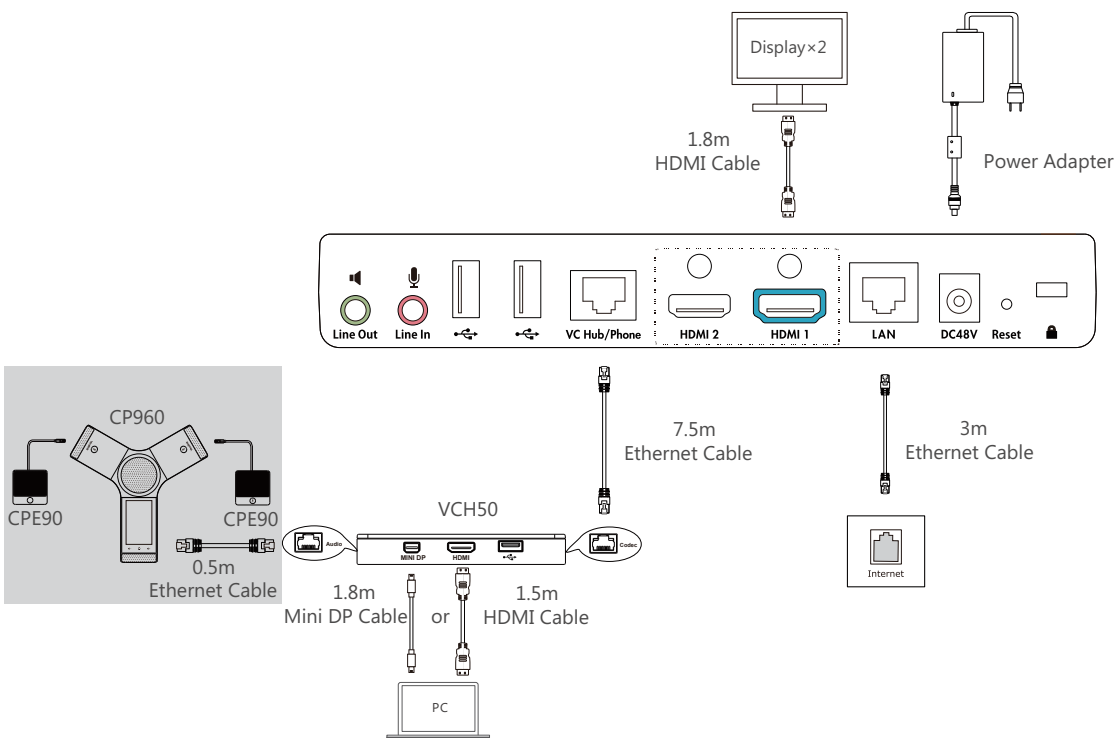 Display×2
1.8m
HDMI Cable
Power Adapter
Line Out
Line In
VC Hub/Phone
HDMI 2
HDMI 1
LAN
DC48V
Reset
CP960
CPE90
CPE90
0.5m
Ethernet Cable
7.5m
Ethernet Cable
3m
Ethernet Cable
VCH50
Audio
MINI DP
HDMI
Codec
1.8m
Mini DP Cable
or
1.5m
HDMI Cable
Internet
PC